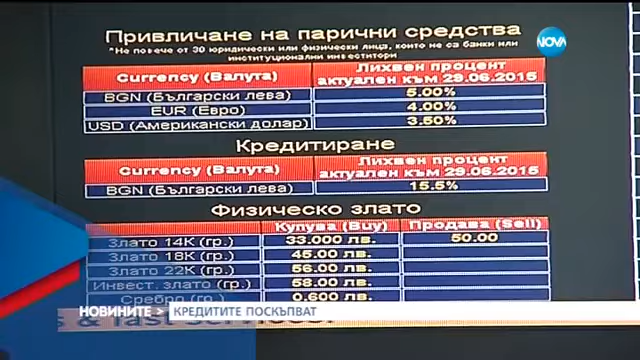 Привличане на парични средства
*Не повече от 30 юридически или физически лица, които не са банки или
институционални инвеститори
NOVA
Currency (Валута) Лихвен процент актуален към 29.06.2015
BGN (Български лева) 5.00%
EUR (Евро) 4.00%
USD (Американски долар) 3.50%
Кредитиране
Currency (Валута) Лихвен процент актуален към 29.06.2015
BGN (Български лева) 15.5%
Физическо злато
Купува (Buy) Продава (Sell)
Злато 14К (гр.) 33.000 лв. 50.00
Злато 18К (гр.) 45.00 лв.
Злато 22К (гр.) 56.00 лв.
Инвест. злато (гр.) 58.00 лв.
Сребро (гр.) 0.600 лв.
НОВИНИТЕ > КРЕДИТИТЕ ПОСКЪПВАТ
& fast